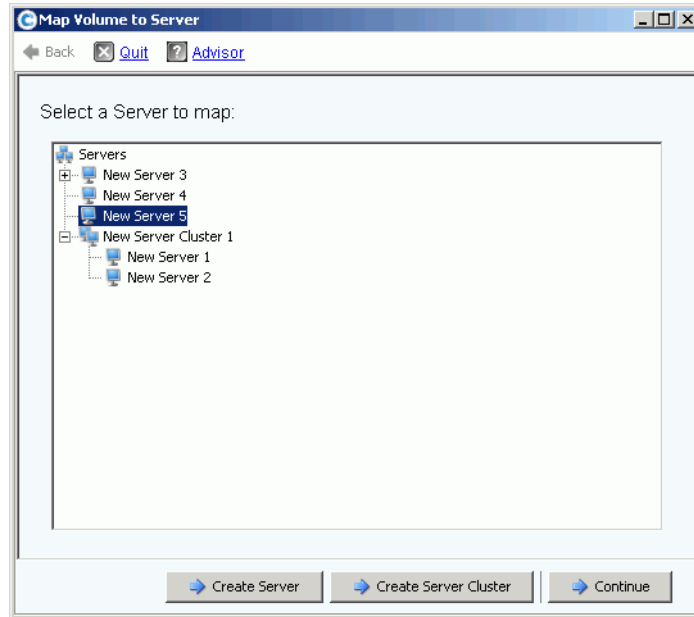 Map Volume to Server
Back Quit ? Advisor
Select a Server to map:
Servers
New Server 3
New Server 4
New Server 5
New Server Cluster 1
New Server 1
New Server 2
Create Server Create Server Cluster Continue